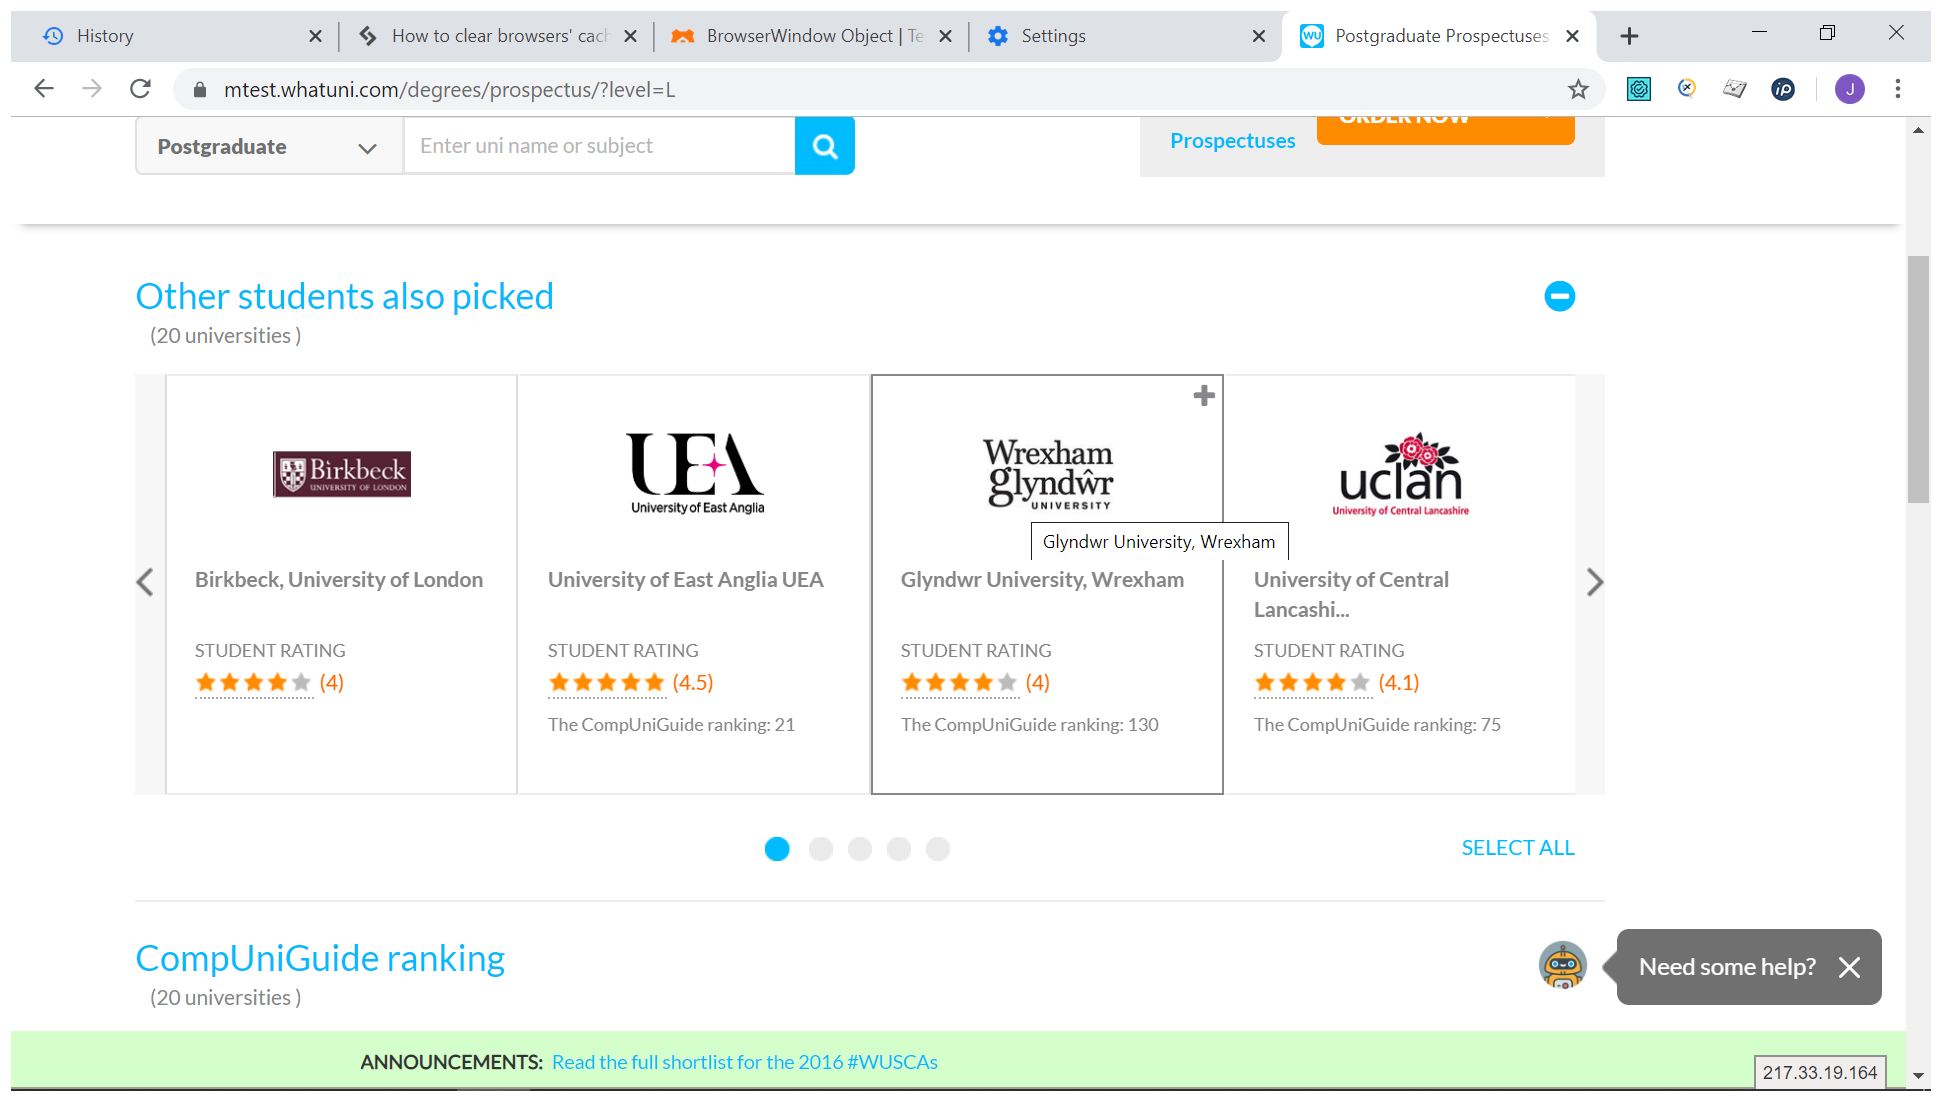 History
How to clear browsers' cach
BrowserWindow Object | Te
Settings
Postgraduate Prospectuses
mtest.whatuni.com/degrees/prospectus/?level=L
J
Postgraduate
Enter uni name or subject
Prospectuses
ORDER NOW
Other students also picked
(20 universities )
Birkbeck
UNIVERSITY OF LONDON
UEA
University of East Anglia
Wrexham
glyndŵr
UNIVERSITY
uclan
University of Central Lancashire
Glyndwr University, Wrexham
Birkbeck, University of London
University of East Anglia UEA
Glyndwr University, Wrexham
University of Central
Lancashi...
STUDENT RATING
(4)
STUDENT RATING
(4.5)
The CompUniGuide ranking: 21
STUDENT RATING
(4)
The CompUniGuide ranking: 130
STUDENT RATING
(4.1)
The CompUniGuide ranking: 75
SELECT ALL
CompUniGuide ranking
(20 universities )
Need some help?
ANNOUNCEMENTS: Read the full shortlist for the 2016 #WUSCAs
217.33.19.164